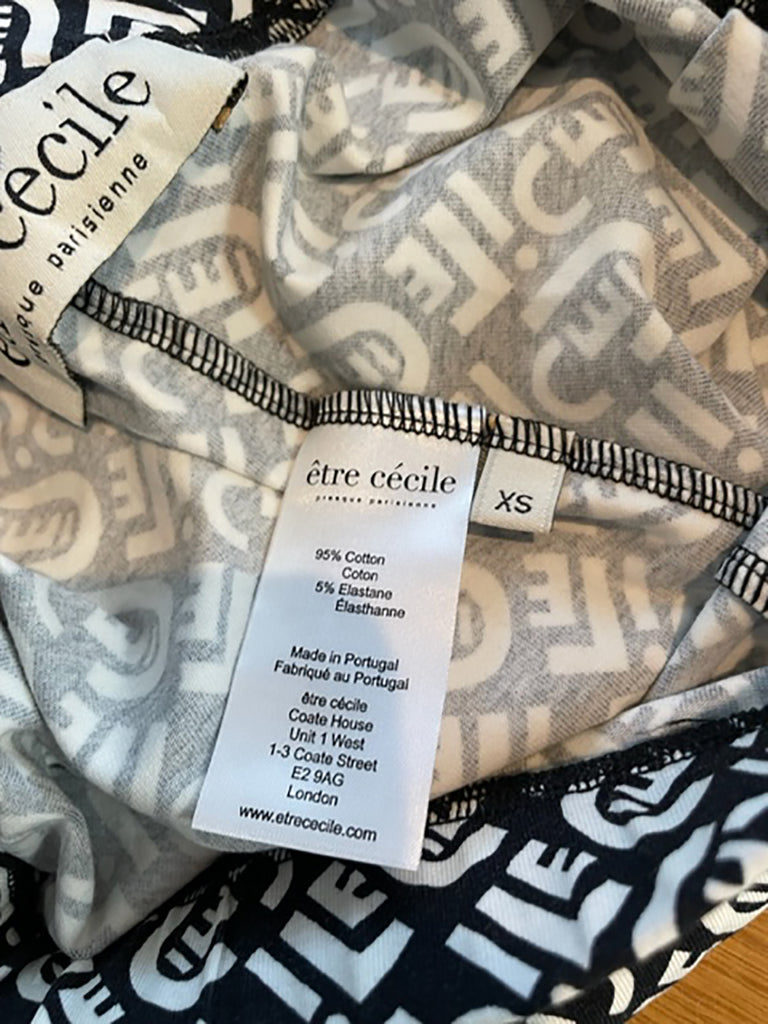 cécile
parisienne
être cécile
presque parisienne
XS
95% Cotton
Coton
5% Elastane
Élasthanne
Made in Portugal
Fabriqué au Portugal
être cécile
Coate House
Unit 1 West
1-3 Coate Street
E2 9AG
London
www.etrececile.com